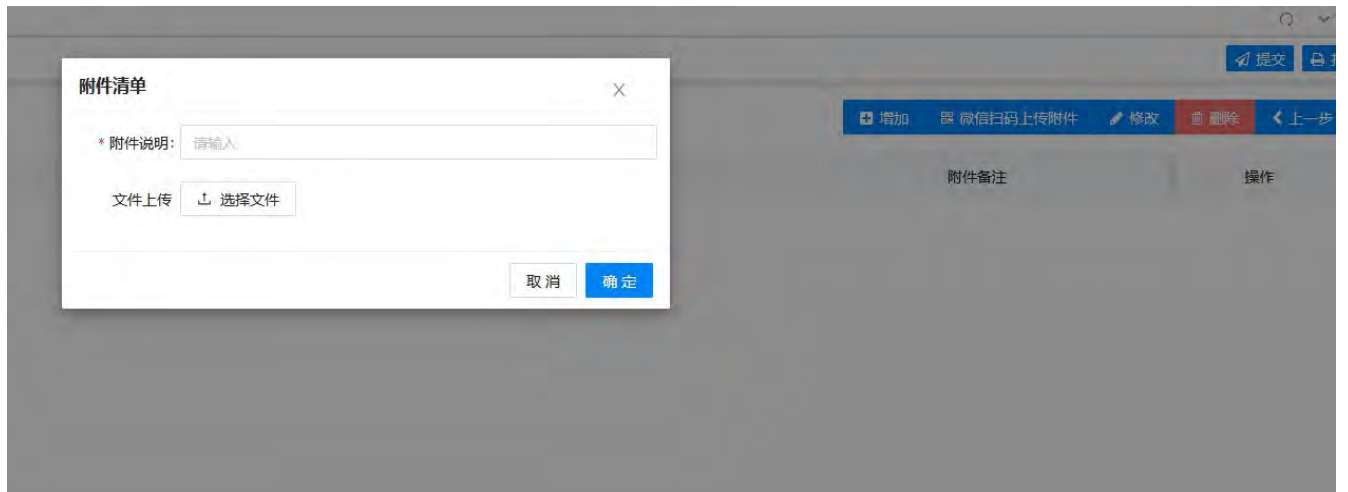 提交
附件清单
增加 微信扫码上传附件 修改 删除 上一步
* 附件说明: 请输入
附件备注 操作
文件上传 选择文件
取消 确定